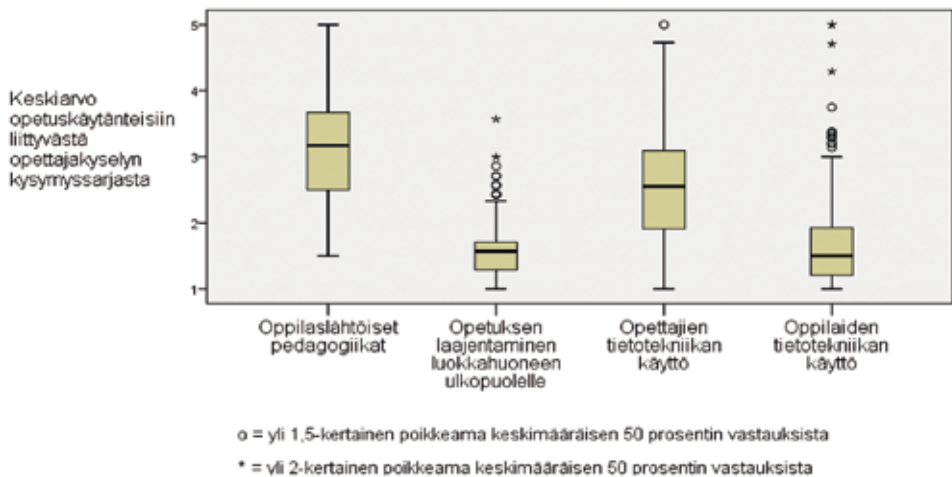 Keskiarvo
opetuskäytänteisiin
liittyvästä
opettajakyselyn
kysymyssarjasta
5
4
3
2
1
Oppilaslähtöiset
pedagogiikat
Opetuksen
laajentaminen
luokkahuoneen
ulkopuolelle
Opettajien
tietotekniikan
käyttö
Oppilaiden
tietotekniikan
käyttö
o = yli 1,5-kertainen poikkeama keskimääräisen 50 prosentin vastauksista
* = yli 2-kertainen poikkeama keskimääräisen 50 prosentin vastauksista